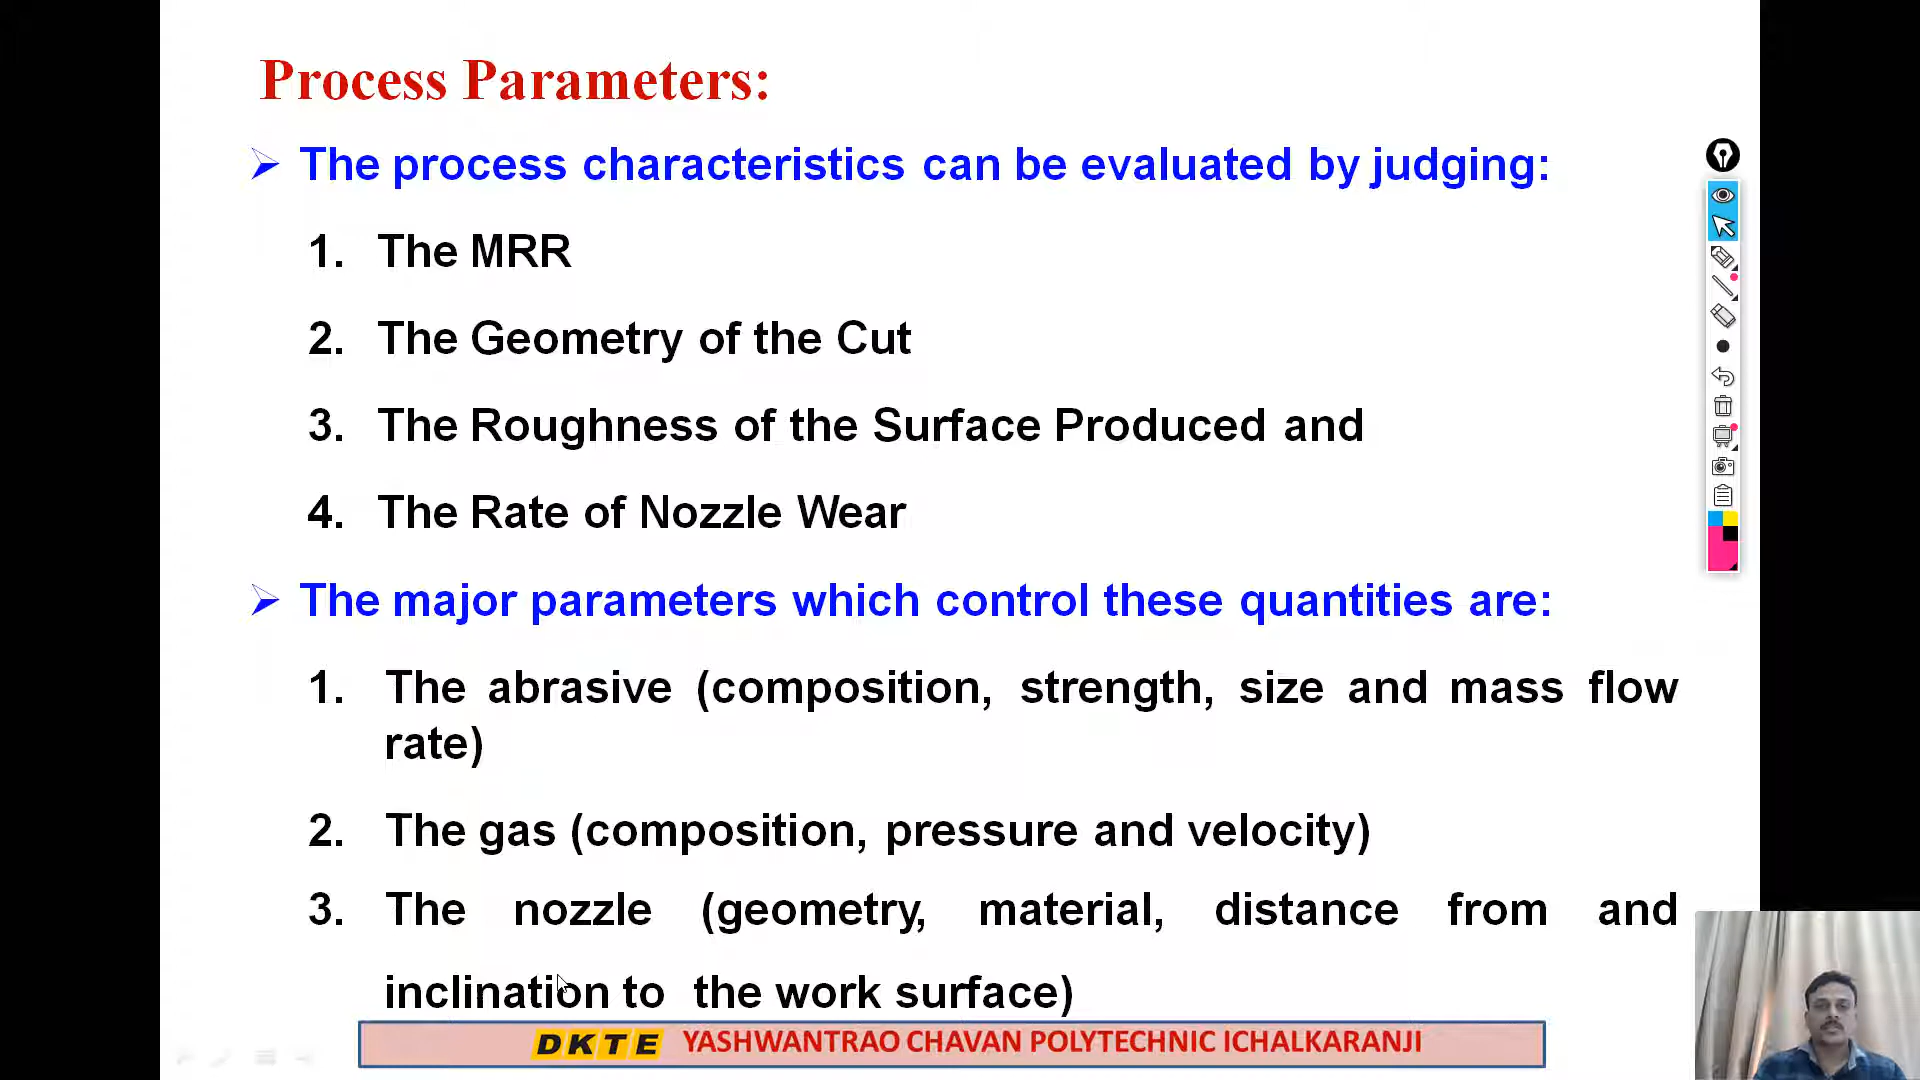 Process Parameters:
➢ The process characteristics can be evaluated by judging:
1. The MRR
2. The Geometry of the Cut
3. The Roughness of the Surface Produced and
4. The Rate of Nozzle Wear
➢ The major parameters which control these quantities are:
1. The abrasive (composition, strength, size and mass flow
rate)
2. The gas (composition, pressure and velocity)
3. The nozzle (geometry, material, distance from and
inclination to the work surface)
DKTE YASHWANTRAO CHAVAN POLYTECHNIC ICHALKARANJI